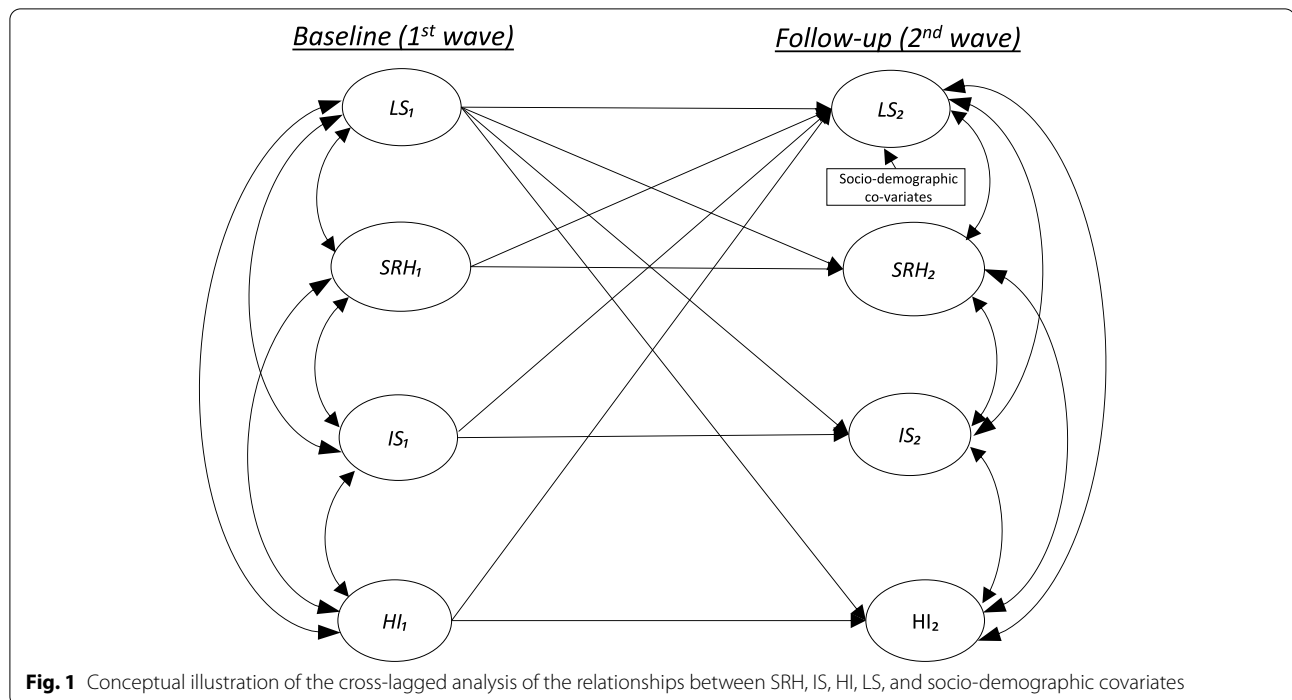 Baseline (1st wave)
Follow-up (2nd wave)
LS₁
LS₂
Socio-demographic
co-variates
SRH₁
SRH₂
IS₁
IS₂
HI₁
HI₂
Fig. 1 Conceptual illustration of the cross-lagged analysis of the relationships between SRH, IS, HI, LS, and socio-demographic covariates